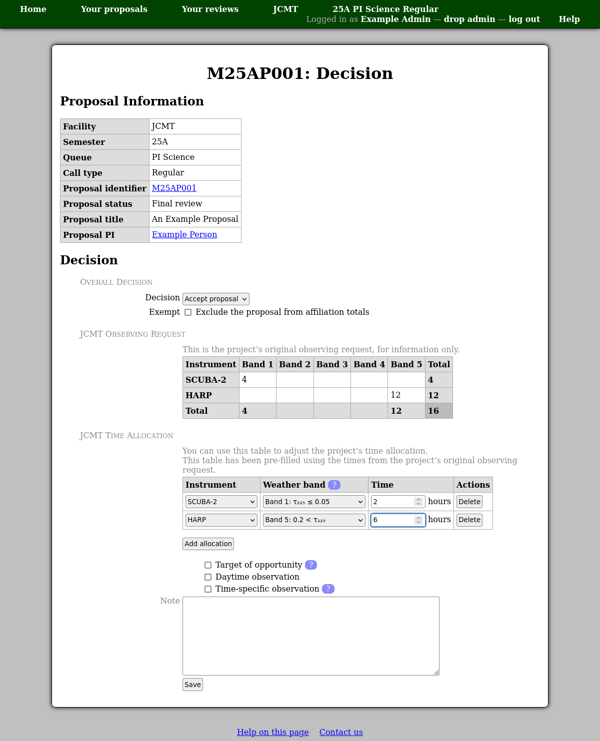 Home Your proposals Your reviews JCMT 25A PI Science Regular
Logged in as Example Admin — drop admin — log out Help
M25AP001: Decision
Proposal Information
Facility JCMT
Semester 25A
Queue PI Science
Call type Regular
Proposal identifier M25AP001
Proposal status Final review
Proposal title An Example Proposal
Proposal PI Example Person
Decision
Overall Decision
Decision Accept proposal
Exempt Exclude the proposal from affiliation totals
JCMT Observing Request
This is the project’s original observing request, for information only.
Instrument Band 1 Band 2 Band 3 Band 4 Band 5 Total
SCUBA-2 4 4
HARP 12 12
Total 4 12 16
JCMT Time Allocation
You can use this table to adjust the project’s time allocation.
This table has been pre-filled using the times from the project’s original observing
request.
Instrument Weather band ? Time Actions
SCUBA-2 Band 1: τ₂₂₅ ≤ 0.05 2 hours Delete
HARP Band 5: 0.2 < τ₂₂₅ 6 hours Delete
Add allocation
Target of opportunity ?
Daytime observation
Time-specific observation ?
Note
Save
Help on this page Contact us